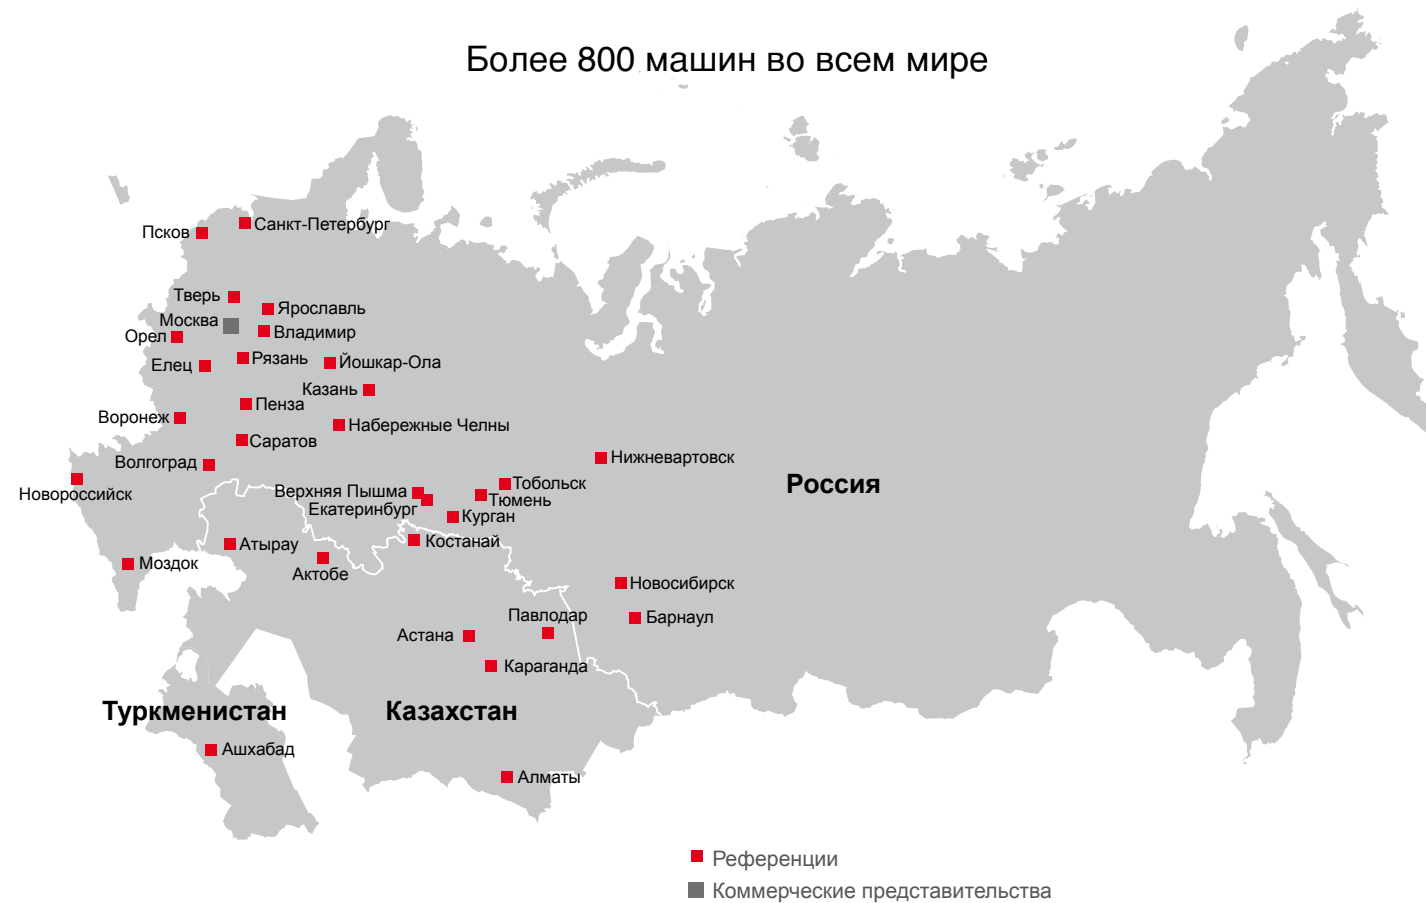 Более 800 машин во всем мире
Санкт-Петербург
Псков
Тверь
Ярославль
Москва
Владимир
Орел
Рязань
Елец
Йошкар-Ола
Казань
Пенза
Воронеж
Набережные Челны
Саратов
Волгоград
Нижневартовск
Новороссийск
Верхняя Пышма
Тобольск
Россия
Екатеринбург
Тюмень
Курган
Костанай
Атырау
Моздок
Актобе
Новосибирск
Павлодар
Барнаул
Астана
Караганда
Туркменистан
Казахстан
Ашхабад
Алматы
Референции
Коммерческие представительства